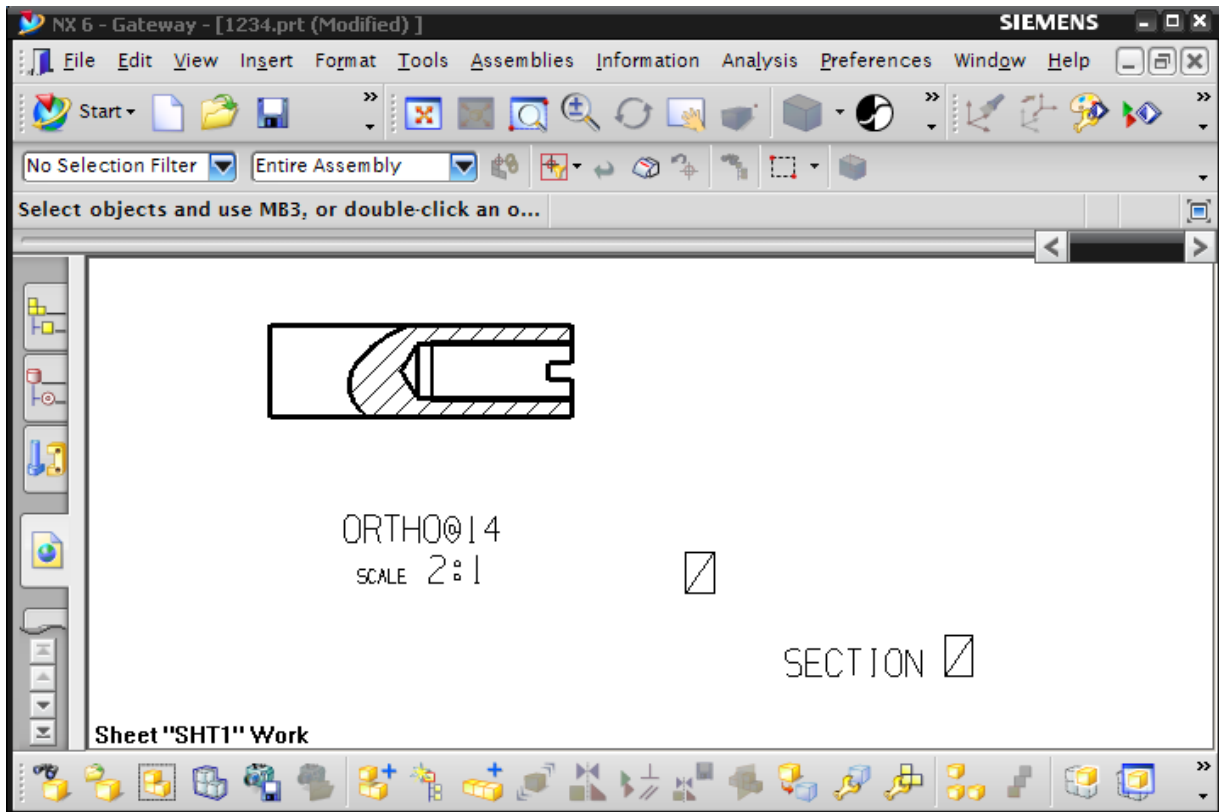 NX 6 - Gateway - [1234.prt (Modified) ] SIEMENS
File Edit View Insert Format Tools Assemblies Information Analysis Preferences Window Help
Start
No Selection Filter Entire Assembly
Select objects and use MB3, or double-click an o...
ORTHO@14
SCALE 2:1
SECTION
Sheet "SHT1" Work